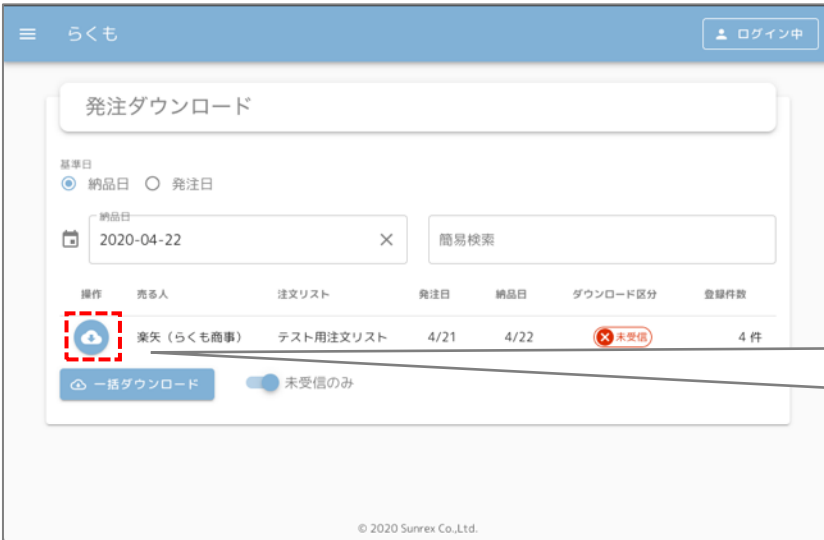 らくも
ログイン中
発注ダウンロード
基準日
納品日 発注日
納品日
2020-04-22
簡易検索
操作 売る人 注文リスト 発注日 納品日 ダウンロード区分 登録件数
楽矢（らくも商事） テスト用注文リスト 4/21 4/22 未受信 4 件
一括ダウンロード 未受信のみ
© 2020 Sunrex Co.,Ltd.